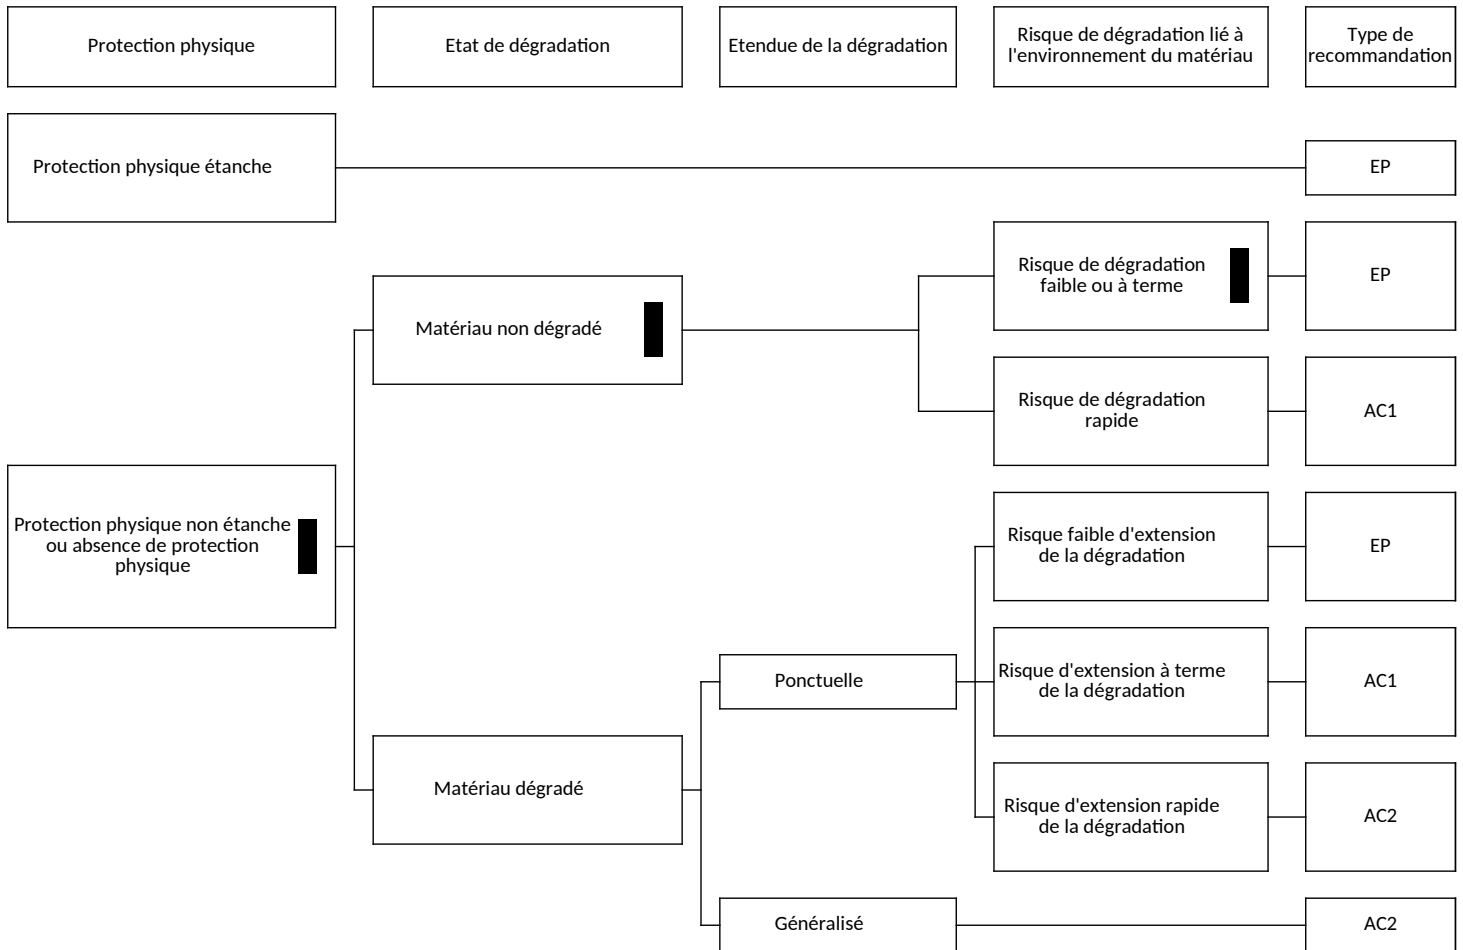 Protection physique
Etat de dégradation
Etendue de la dégradation
Risque de dégradation lié à
l'environnement du matériau
Type de
recommandation
Protection physique étanche
EP
Risque de dégradation
faible ou à terme
EP
Matériau non dégradé
Risque de dégradation
rapide
AC1
Protection physique non étanche
ou absence de protection
physique
Risque faible d'extension
de la dégradation
EP
Ponctuelle
Risque d'extension à terme
de la dégradation
AC1
Matériau dégradé
Risque d'extension rapide
de la dégradation
AC2
Généralisé
AC2